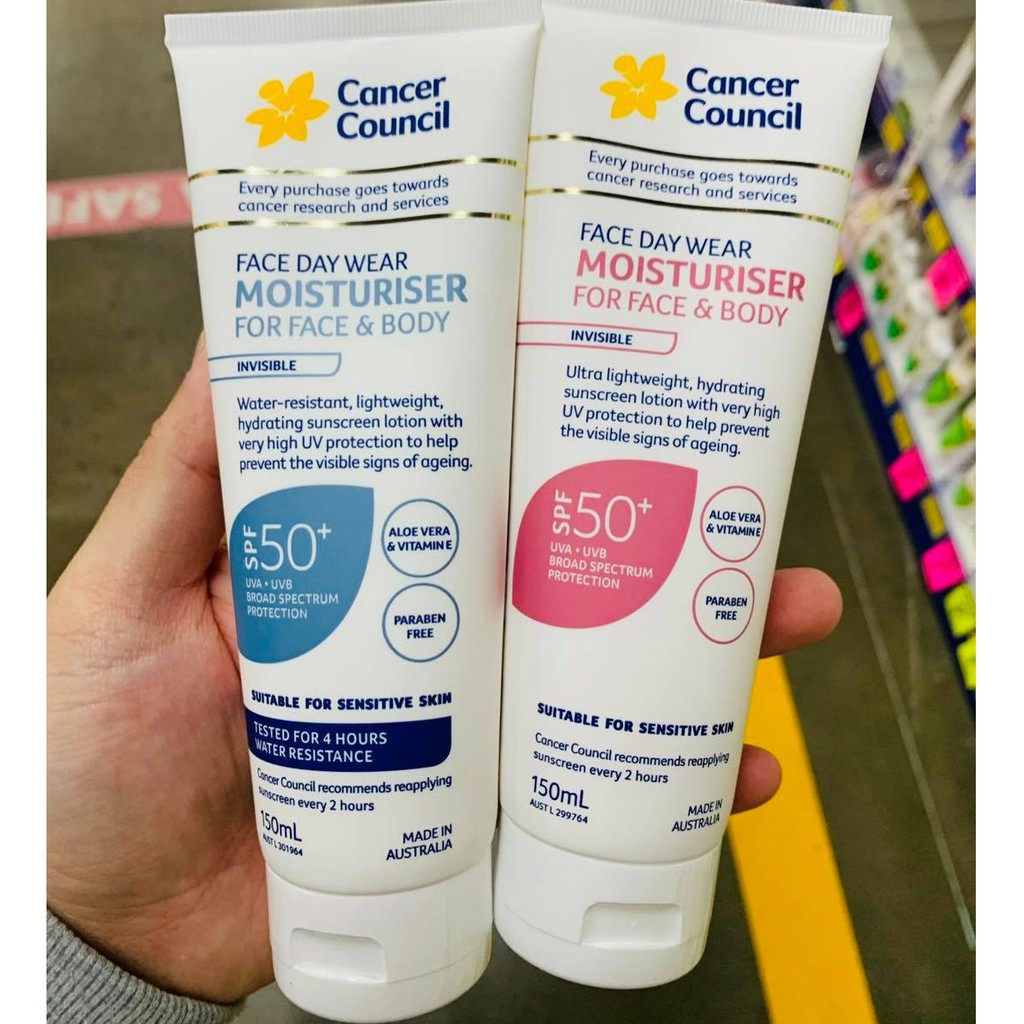 Cancer
Council
Every purchase goes towards
cancer research and services
FACE DAY WEAR
MOISTURISER
FOR FACE & BODY
INVISIBLE
Water-resistant, lightweight,
hydrating sunscreen lotion with
very high UV protection to help
prevent the visible signs of ageing.
SPF 50+
UVA • UVB
BROAD SPECTRUM
PROTECTION
ALOE VERA
& VITAMIN E
PARABEN
FREE
SUITABLE FOR SENSITIVE SKIN
TESTED FOR 4 HOURS
WATER RESISTANCE
Cancer Council recommends reapplying
sunscreen every 2 hours
150mL
AUST L 301964
MADE IN
AUSTRALIA
Cancer
Council
Every purchase goes towards
cancer research and services
FACE DAY WEAR
MOISTURISER
FOR FACE & BODY
INVISIBLE
Ultra lightweight, hydrating
sunscreen lotion with very high
UV protection to help prevent
the visible signs of ageing.
SPF 50+
UVA • UVB
BROAD SPECTRUM
PROTECTION
ALOE VERA
& VITAMIN E
PARABEN
FREE
SUITABLE FOR SENSITIVE SKIN
Cancer Council recommends reapplying
sunscreen every 2 hours
150mL
AUST L 299764
MADE IN
AUSTRALIA